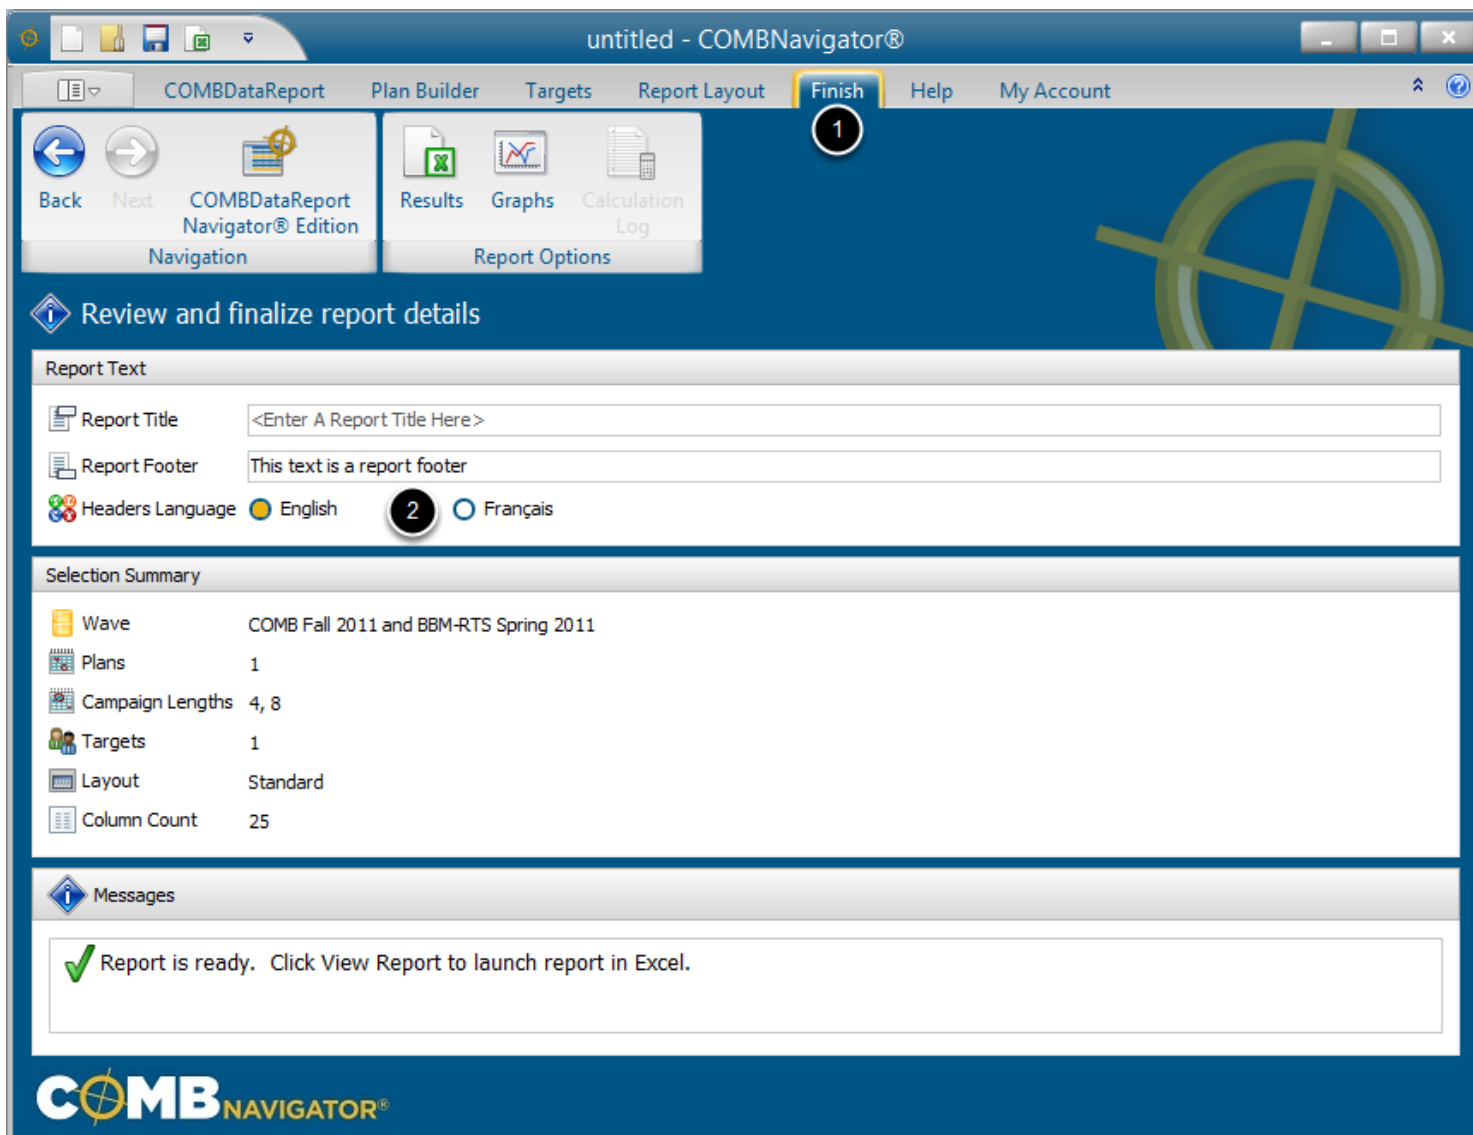 untitled - COMBNavigator®
COMBDataReport Plan Builder Targets Report Layout Finish Help My Account
1
Back Next COMBDataReport Navigator® Edition Results Graphs Calculation Log
Navigation Report Options
Review and finalize report details
Report Text
Report Title <Enter A Report Title Here>
Report Footer This text is a report footer
Headers Language English 2 Français
Selection Summary
Wave COMB Fall 2011 and BBM-RTS Spring 2011
Plans 1
Campaign Lengths 4, 8
Targets 1
Layout Standard
Column Count 25
Messages
Report is ready. Click View Report to launch report in Excel.
COMB NAVIGATOR®